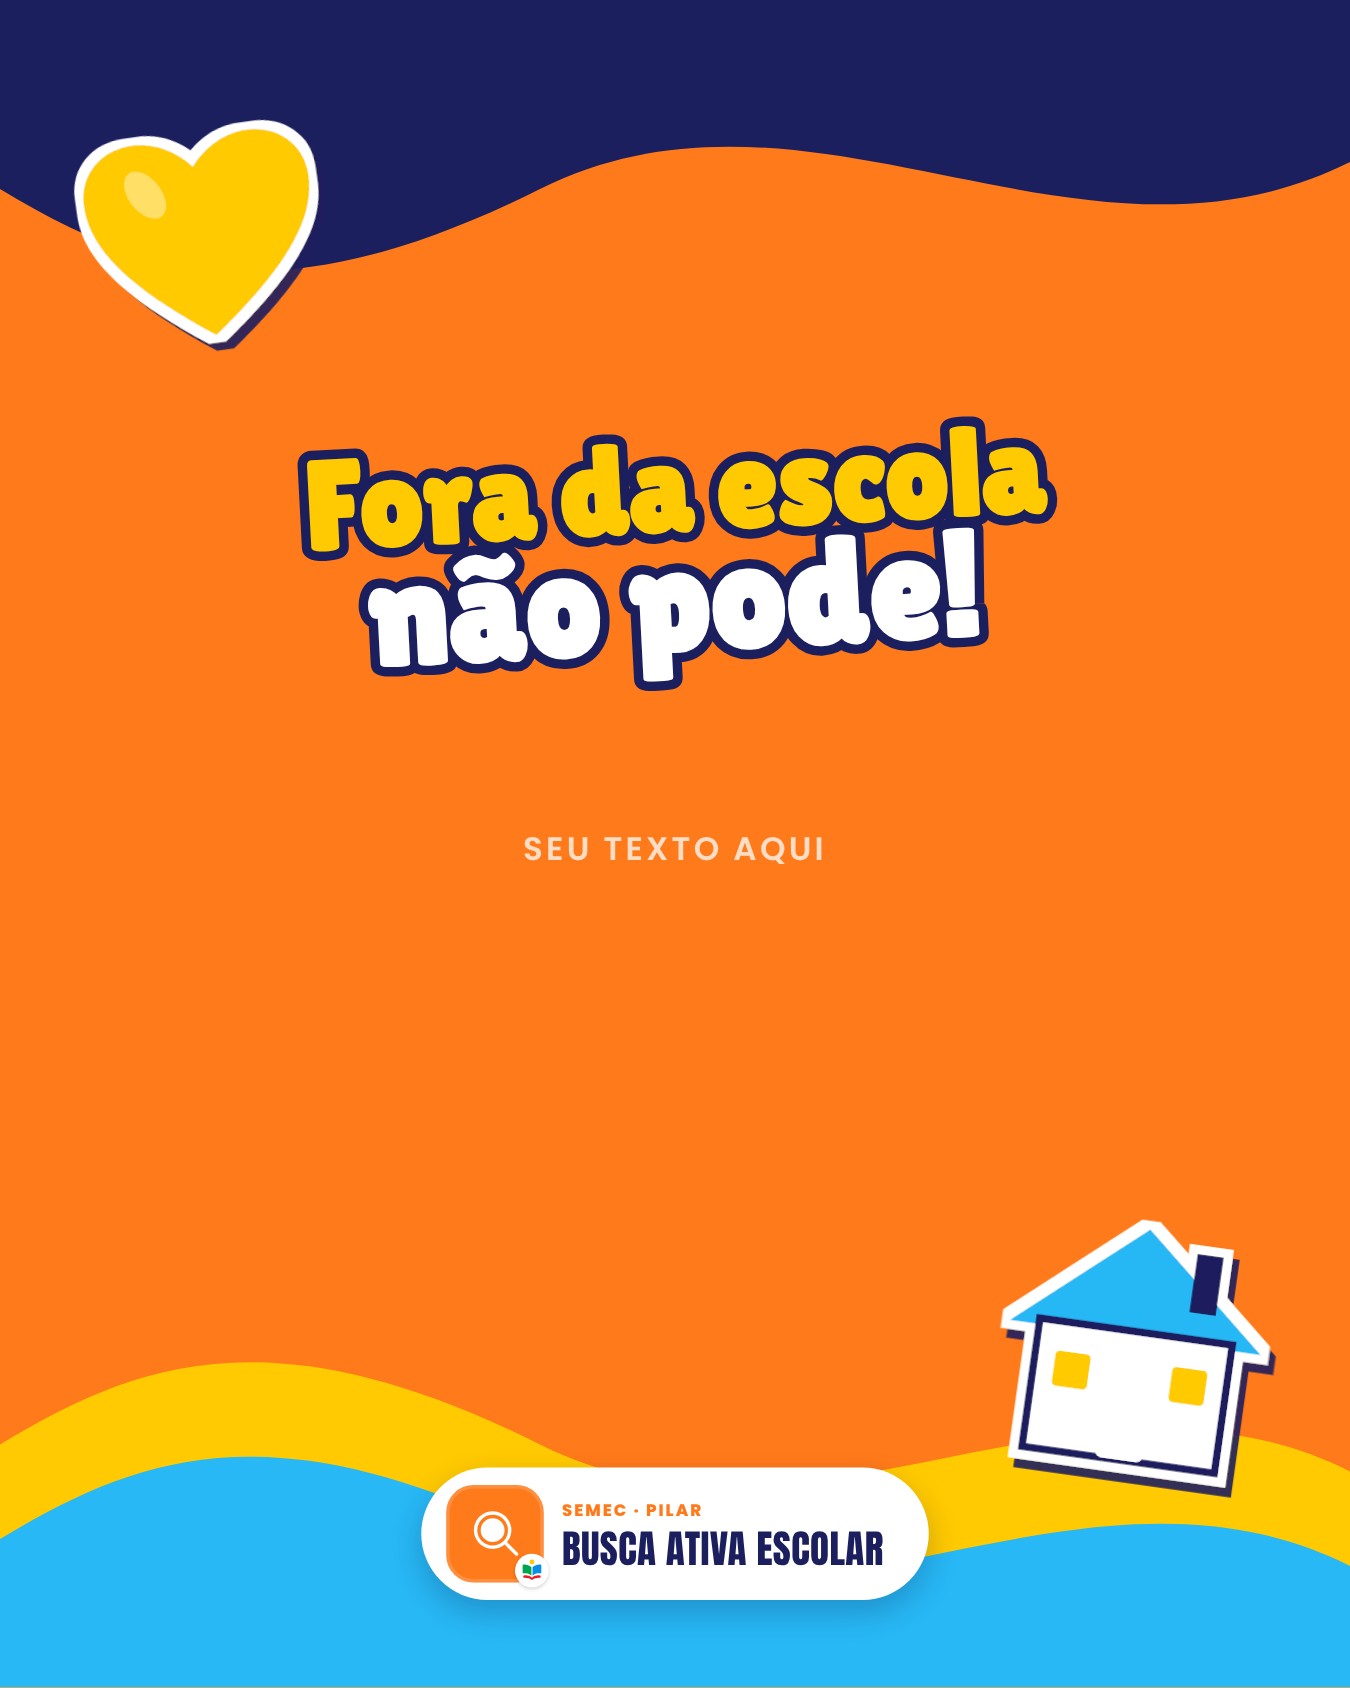 Fora da escola
não pode!
SEU TEXTO AQUI
SEMEC · PILAR
BUSCA ATIVA ESCOLAR